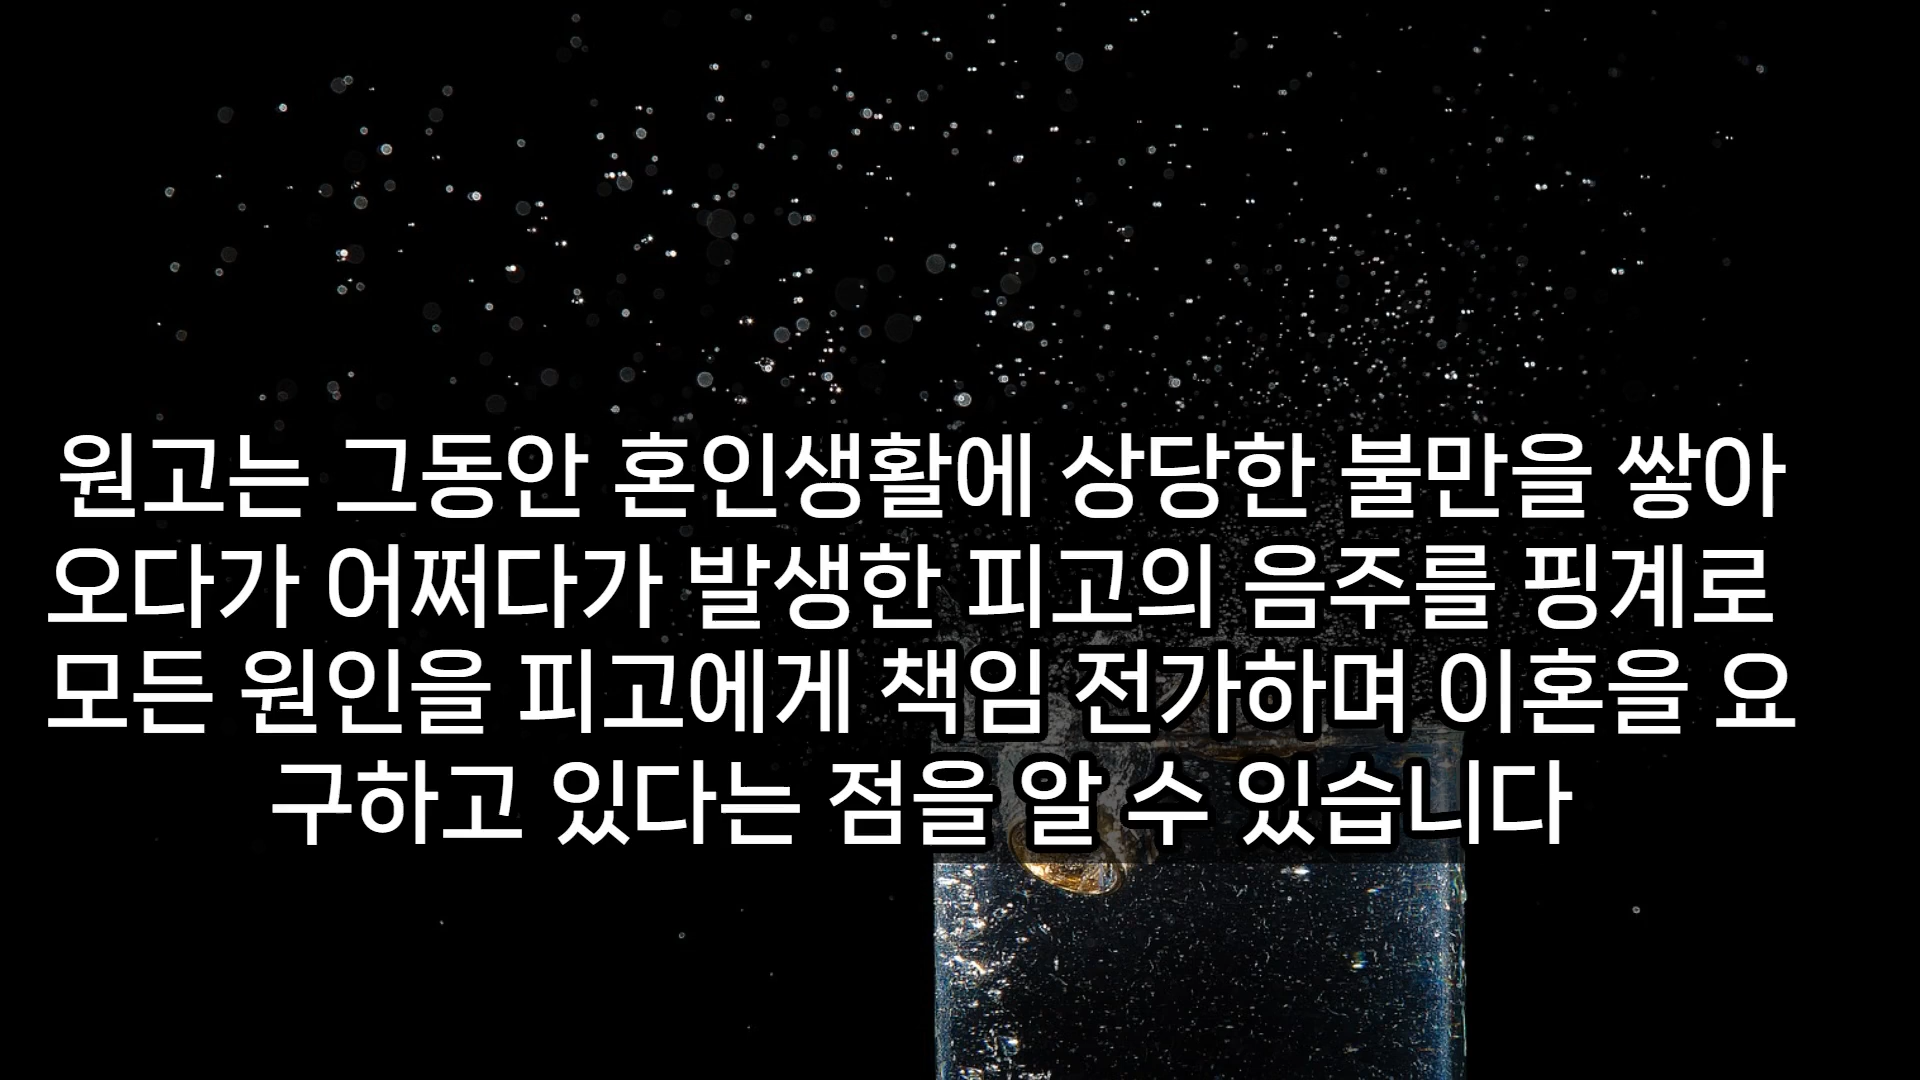 원고는 그동안 혼인생활에 상당한 불만을 쌓아
오다가 어쩌다가 발생한 피고의 음주를 핑계로
모든 원인을 피고에게 책임 전가하며 이혼을 요
구하고 있다는 점을 알 수 있습니다